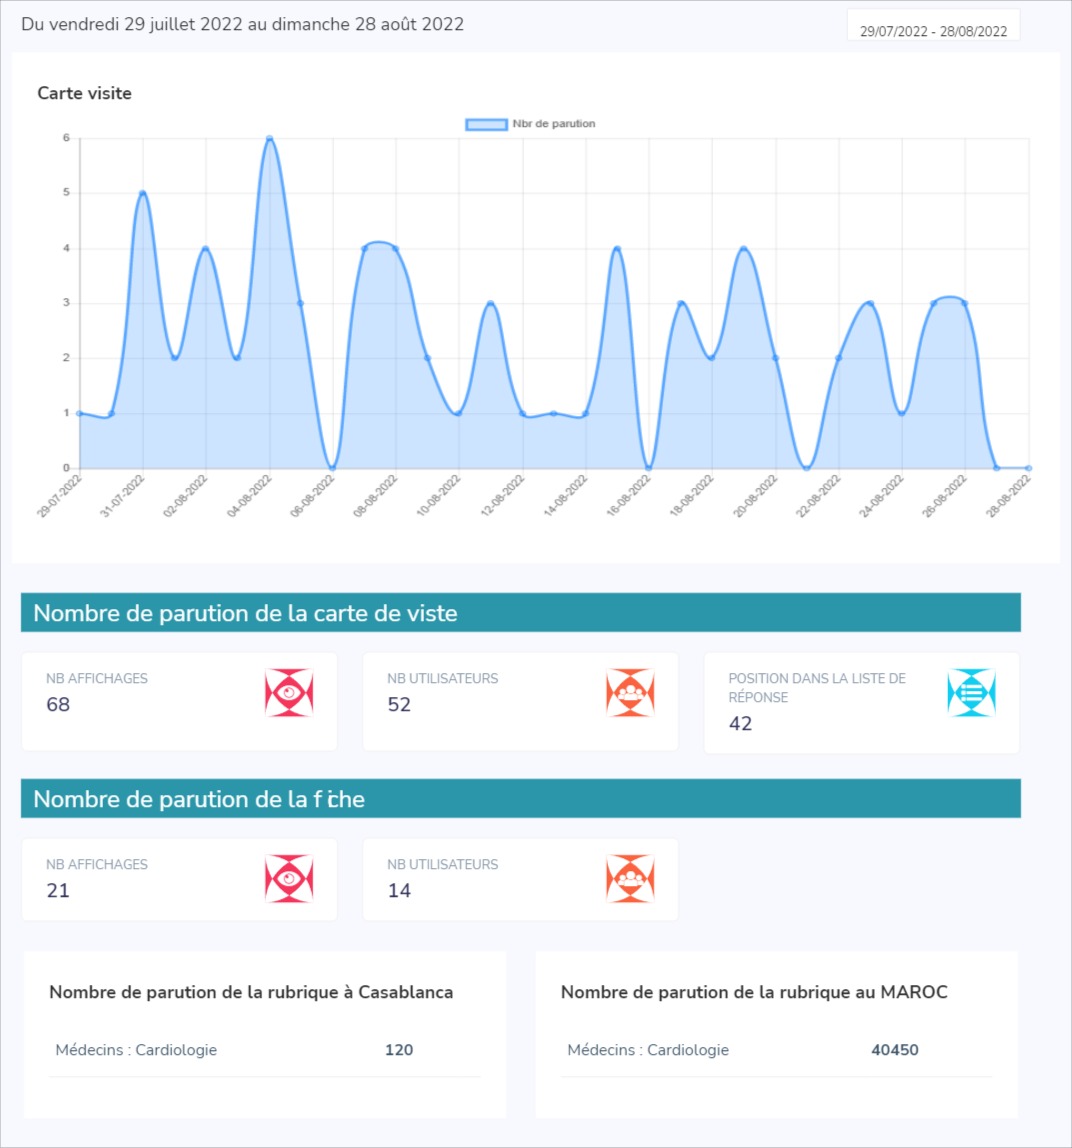 Du vendredi 29 juillet 2022 au dimanche 28 août 2022
29/07/2022 - 28/08/2022
Carte visite
Nbr de parution
6
5
4
3
2
1
0
29-07-2022
31-07-2022
02-08-2022
04-08-2022
06-08-2022
08-08-2022
10-08-2022
12-08-2022
14-08-2022
16-08-2022
18-08-2022
20-08-2022
22-08-2022
24-08-2022
26-08-2022
28-08-2022
Nombre de parution de la carte de viste
NB AFFICHAGES
68
NB UTILISATEURS
52
POSITION DANS LA LISTE DE
RÉPONSE
42
Nombre de parution de la fiche
NB AFFICHAGES
21
NB UTILISATEURS
14
Nombre de parution de la rubrique à Casablanca
Médecins : Cardiologie 120
Nombre de parution de la rubrique au MAROC
Médecins : Cardiologie 40450